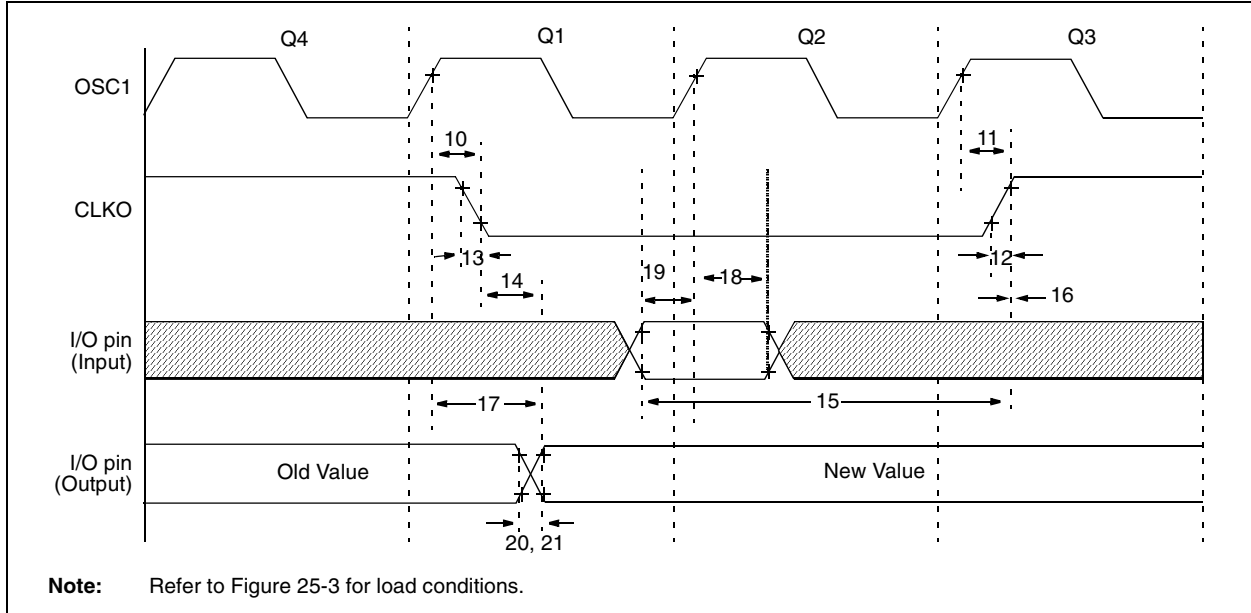 Q4 Q1 Q2 Q3
OSC1
10 11
CLKO
13 12
14 19 18
16
I/O pin
(Input)
17 15
I/O pin
(Output)
Old Value New Value
20, 21
Note: Refer to Figure 25-3 for load conditions.